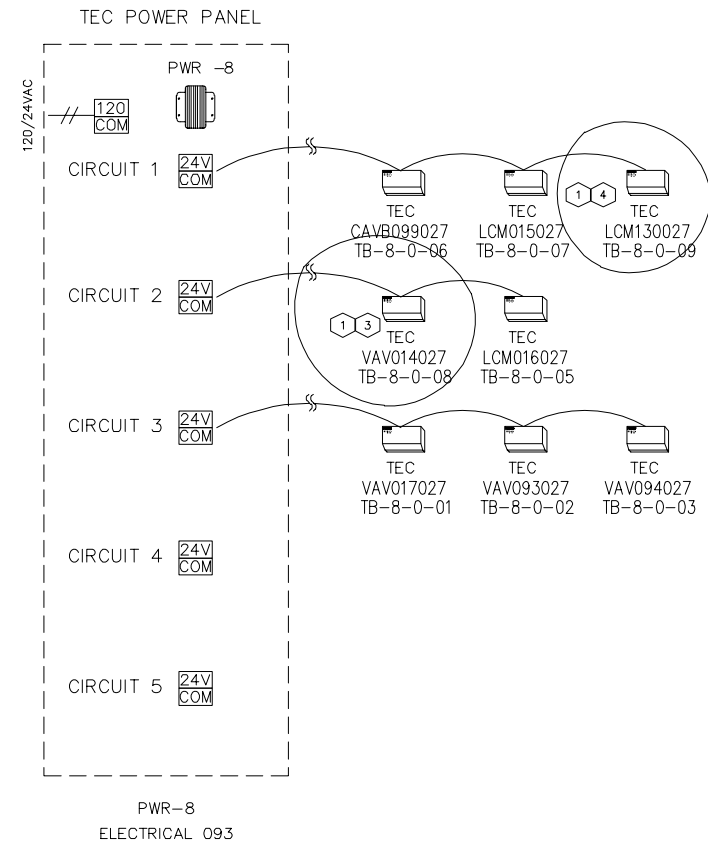 TEC POWER PANEL
PWR -8
120/24VAC
120
COM
CIRCUIT 1
24V
COM
TEC
CAVB099027
TB-8-0-06
TEC
LCM015027
TB-8-0-07
1
4
TEC
LCM130027
TB-8-0-09
CIRCUIT 2
24V
COM
1
3
TEC
VAV014027
TB-8-0-08
TEC
LCM016027
TB-8-0-05
CIRCUIT 3
24V
COM
TEC
VAV017027
TB-8-0-01
TEC
VAV093027
TB-8-0-02
TEC
VAV094027
TB-8-0-03
CIRCUIT 4
24V
COM
CIRCUIT 5
24V
COM
PWR-8
ELECTRICAL 093